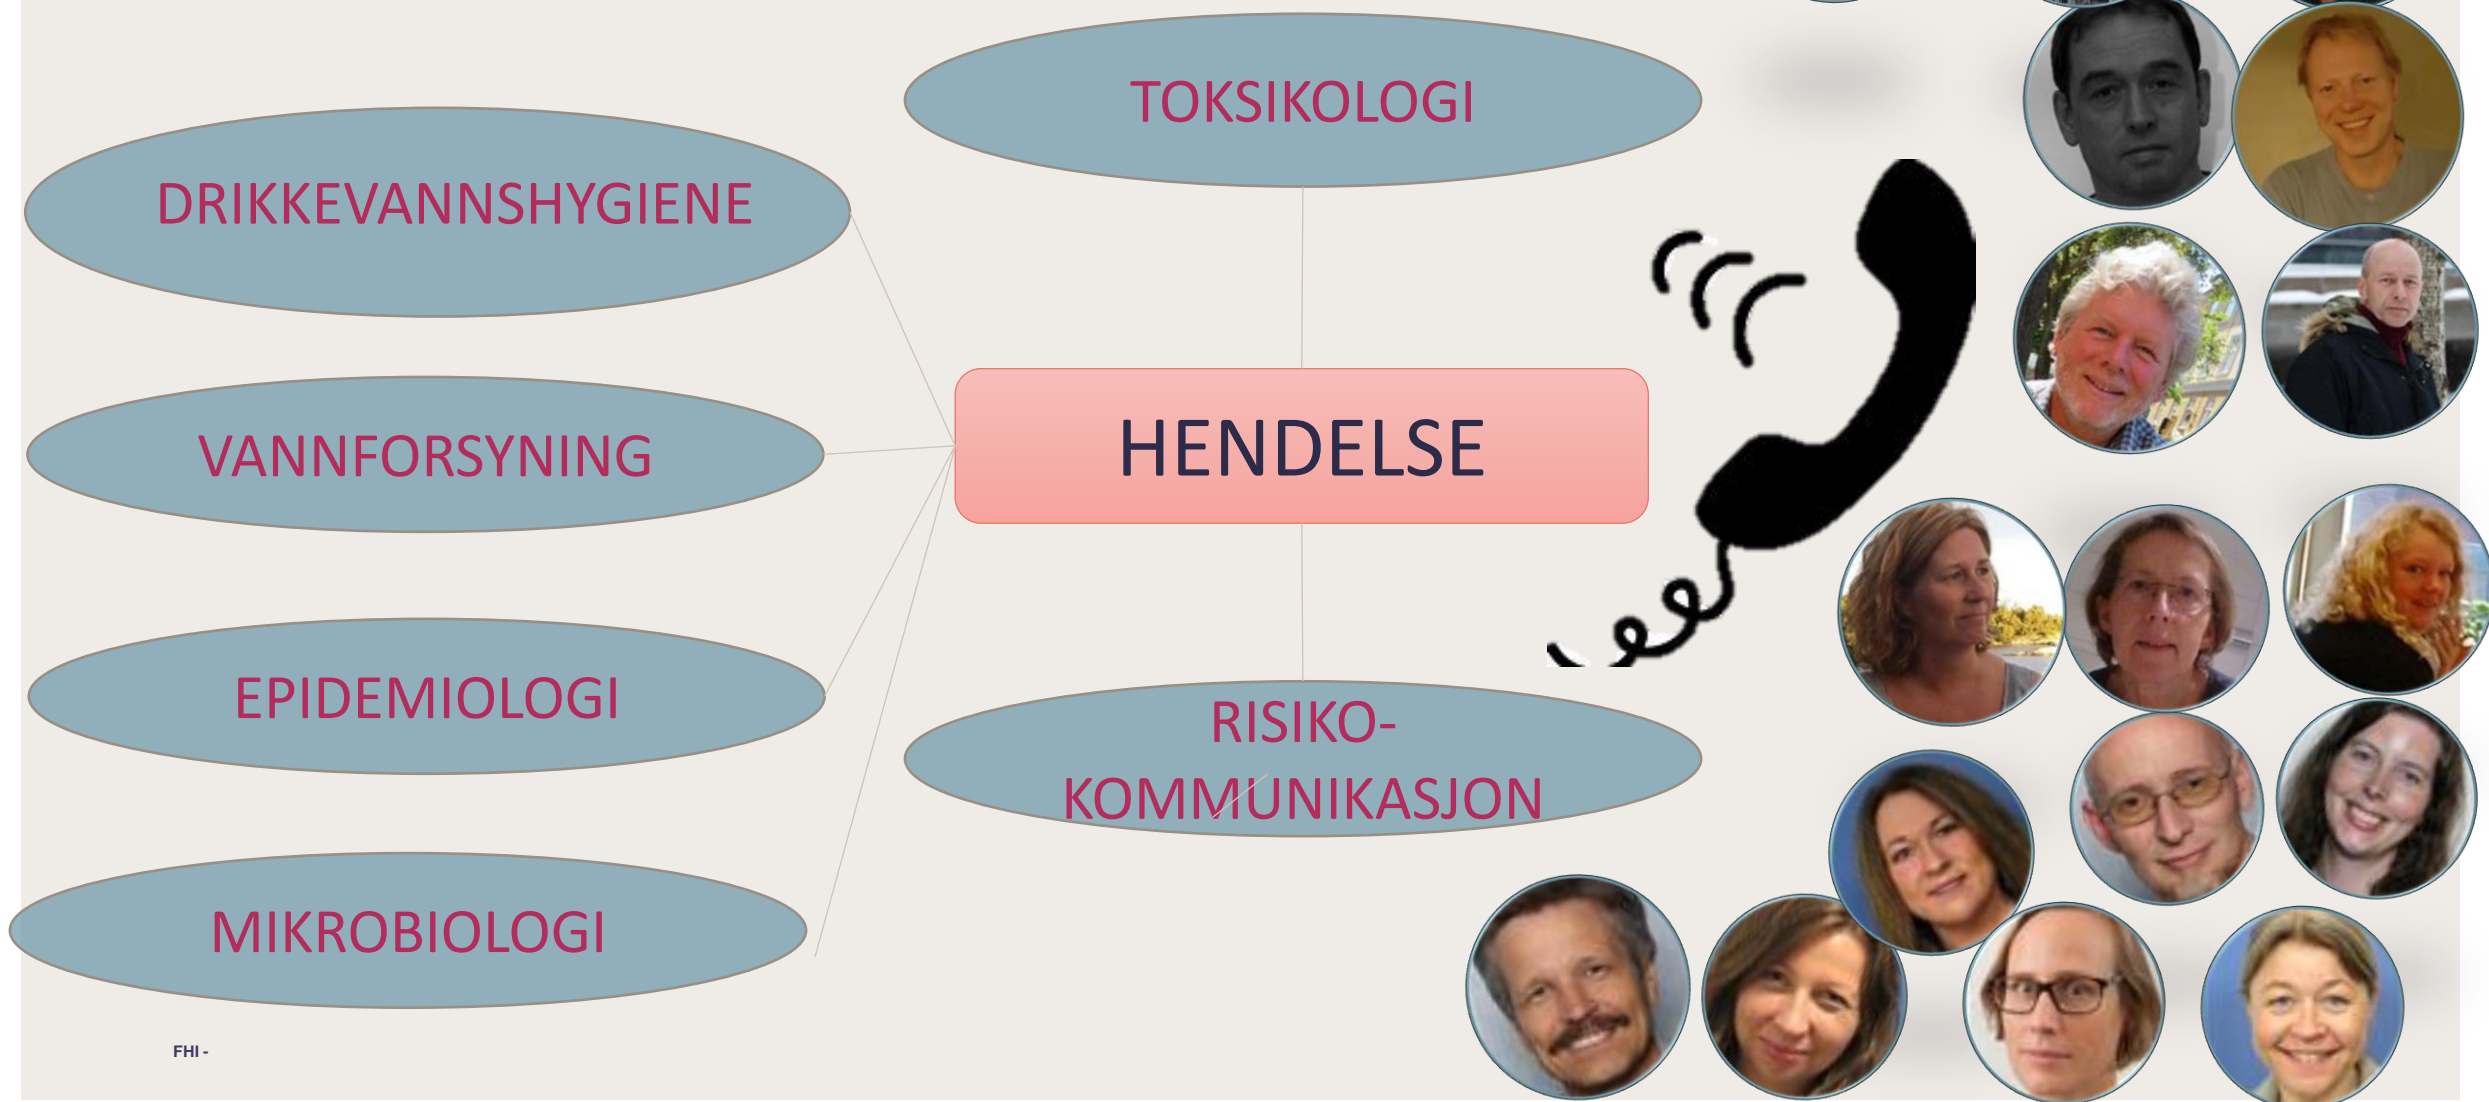 TOKSIKOLOGI
DRIKKEVANNSHYGIENE
HENDELSE
VANNFORSYNING
EPIDEMIOLOGI
RISIKO-
KOMMUNIKASJON
MIKROBIOLOGI
FHI -